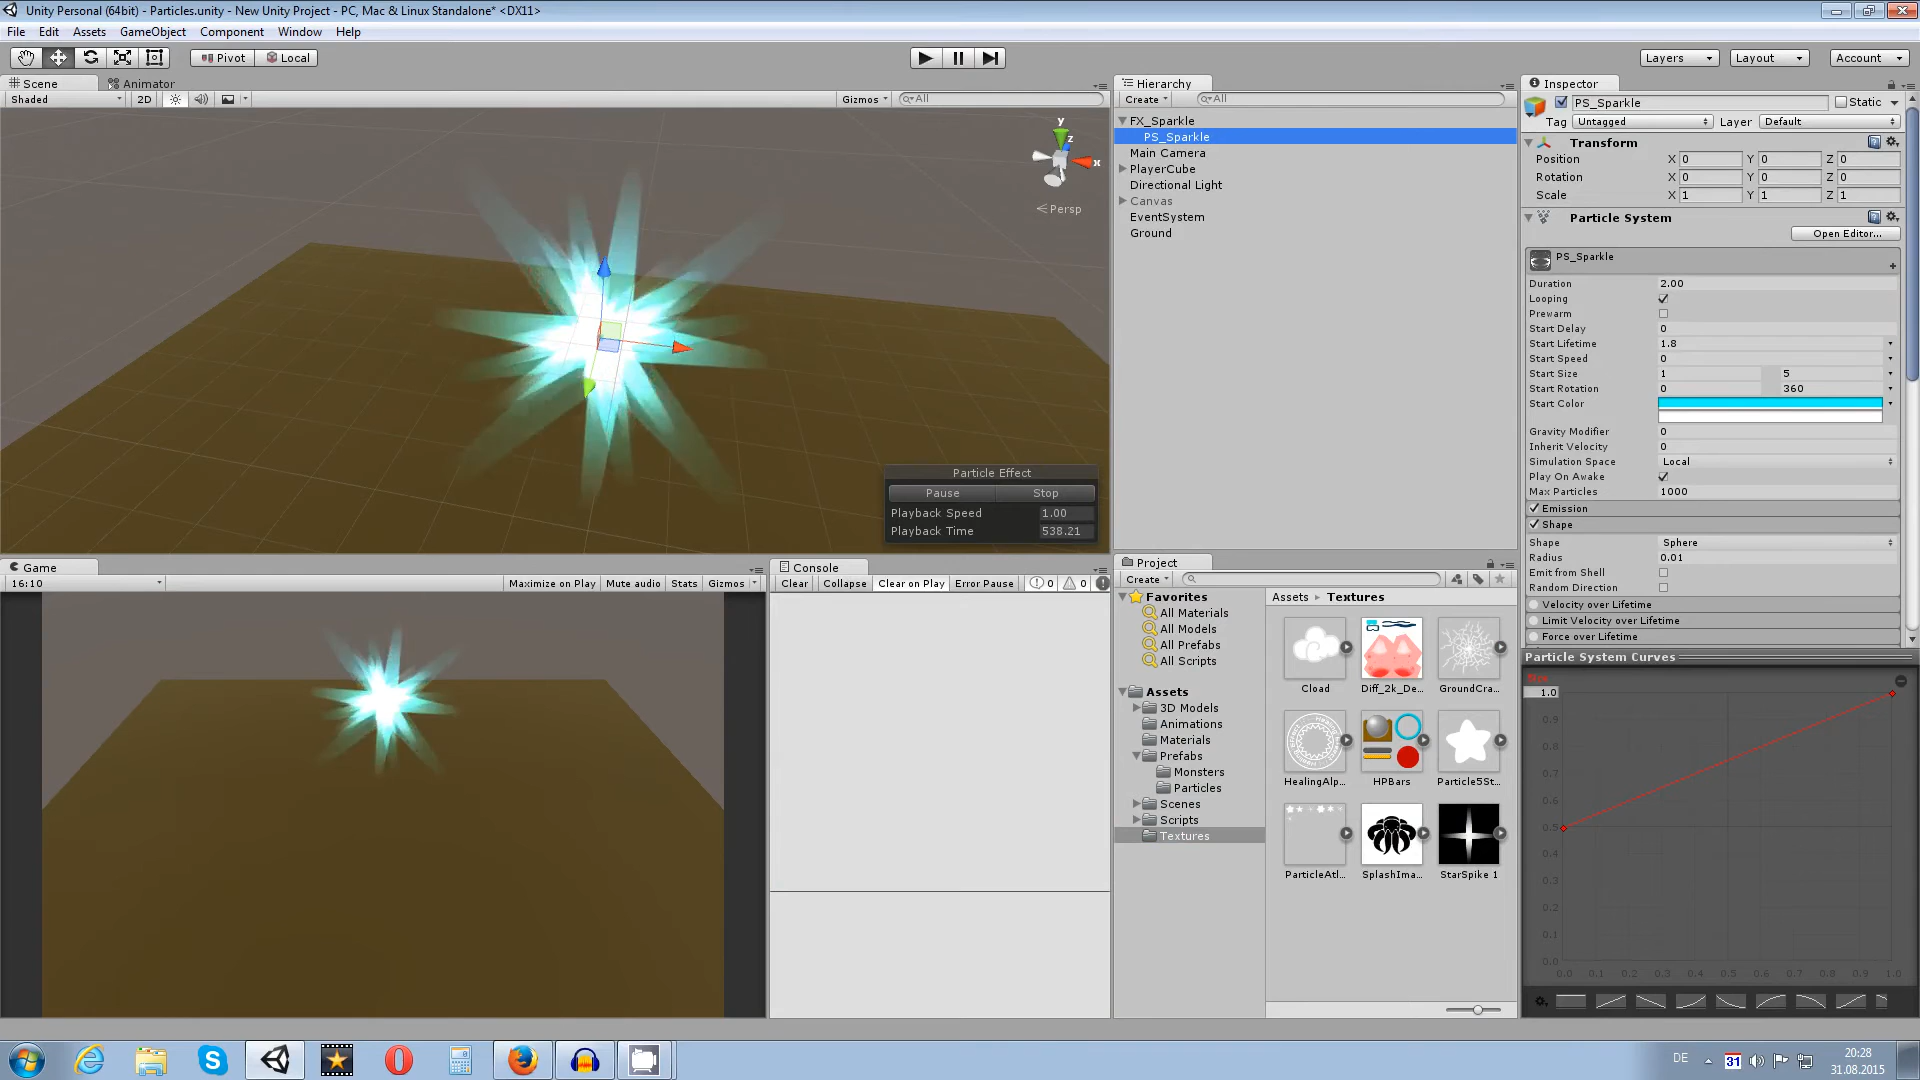 Unity Personal (64bit) - Particles.unity - New Unity Project - PC, Mac & Linux Standalone* <DX11>
File Edit Assets GameObject Component Window Help
Pivot Local Layers Layout Account
Scene Animator
Shaded 2D Gizmos All
y
z
x
Persp
Particle Effect
Pause Stop
Playback Speed 1.00
Playback Time 538.21
Hierarchy
Create All
FX_Sparkle
PS_Sparkle
Main Camera
PlayerCube
Directional Light
Canvas
EventSystem
Ground
Inspector
PS_Sparkle Static
Tag Untagged Layer Default
Transform
Position X 0 Y 0 Z 0
Rotation X 0 Y 0 Z 0
Scale X 1 Y 1 Z 1
Particle System
Open Editor...
PS_Sparkle
Duration 2.00
Looping
Prewarm
Start Delay 0
Start Lifetime 1.8
Start Speed 0
Start Size 1 5
Start Rotation 0 360
Start Color
Gravity Modifier 0
Inherit Velocity 0
Simulation Space Local
Play On Awake
Max Particles 1000
Emission
Shape
Shape Sphere
Radius 0.01
Emit from Shell
Random Direction
Velocity over Lifetime
Limit Velocity over Lifetime
Force over Lifetime
Particle System Curves
Size
1.0
0.9
0.8
0.7
0.6
0.5
0.4
0.3
0.2
0.1
0.0
0.0 0.1 0.2 0.3 0.4 0.5 0.6 0.7 0.8 0.9 1.0
Game
16:10 Maximize on Play Mute audio Stats Gizmos
Console
Clear Collapse Clear on Play Error Pause 0 0
Project
Create
Favorites
All Materials
All Models
All Prefabs
All Scripts
Assets
3D Models
Animations
Materials
Prefabs
Monsters
Particles
Scenes
Scripts
Textures
Assets Textures
Cload Diff_2k_De... GroundCra...
HealingAlp... HPBars Particle5St...
ParticleAtl... SplashIma... StarSpike 1
DE 31 20:28
31.08.2015